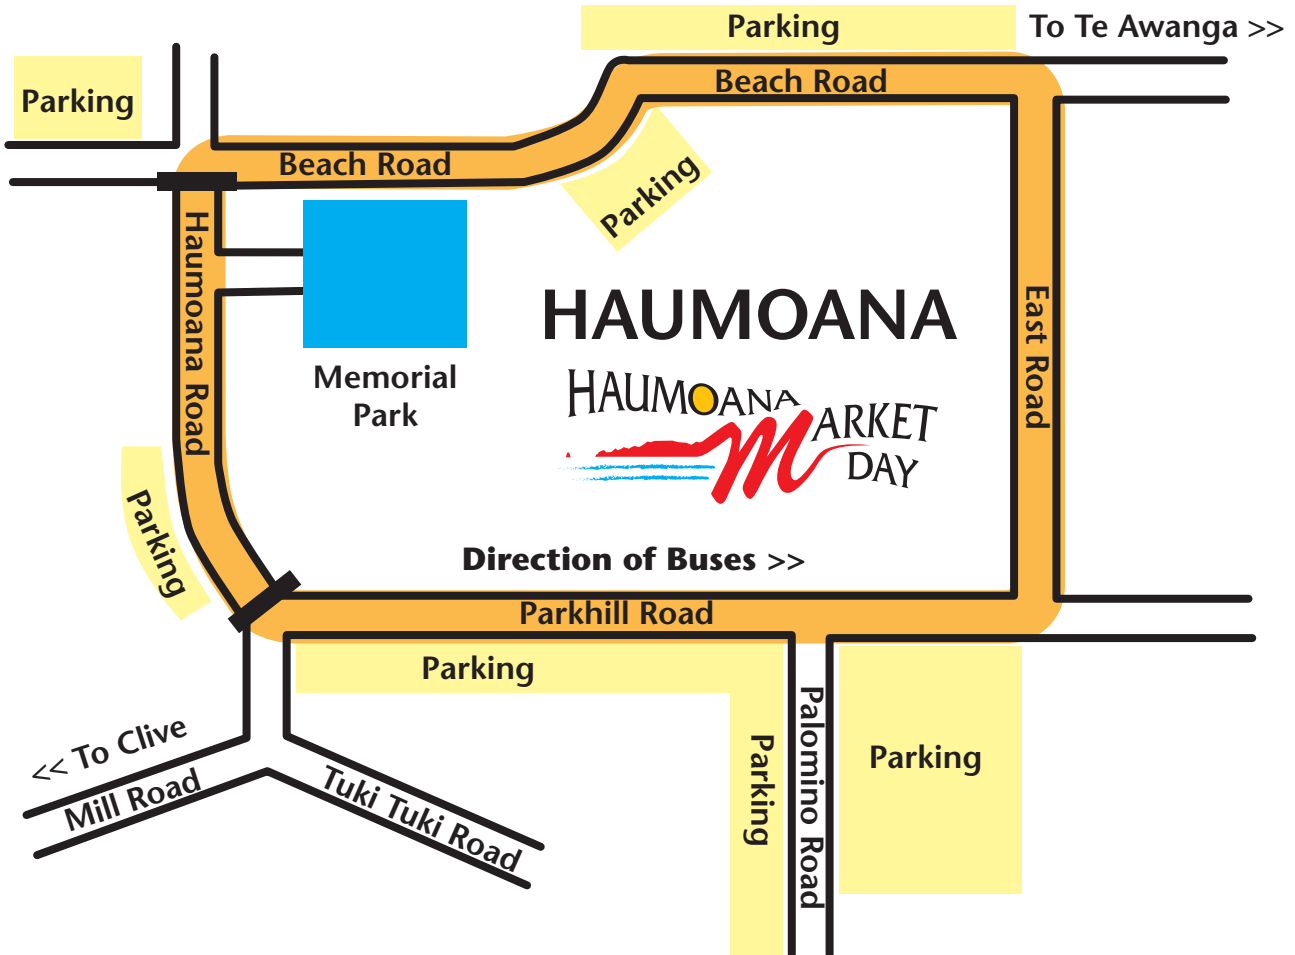 Parking
To Te Awanga >>
Beach Road
Parking
Beach Road
Parking
Haumoana Road
HAUMOANA
East Road
Memorial
Park
HAUMOANA
MARKET
DAY
Parking
Direction of Buses >>
Parkhill Road
Parking
<< To Clive
Mill Road
Tuki Tuki Road
Parking
Palomino Road
Parking